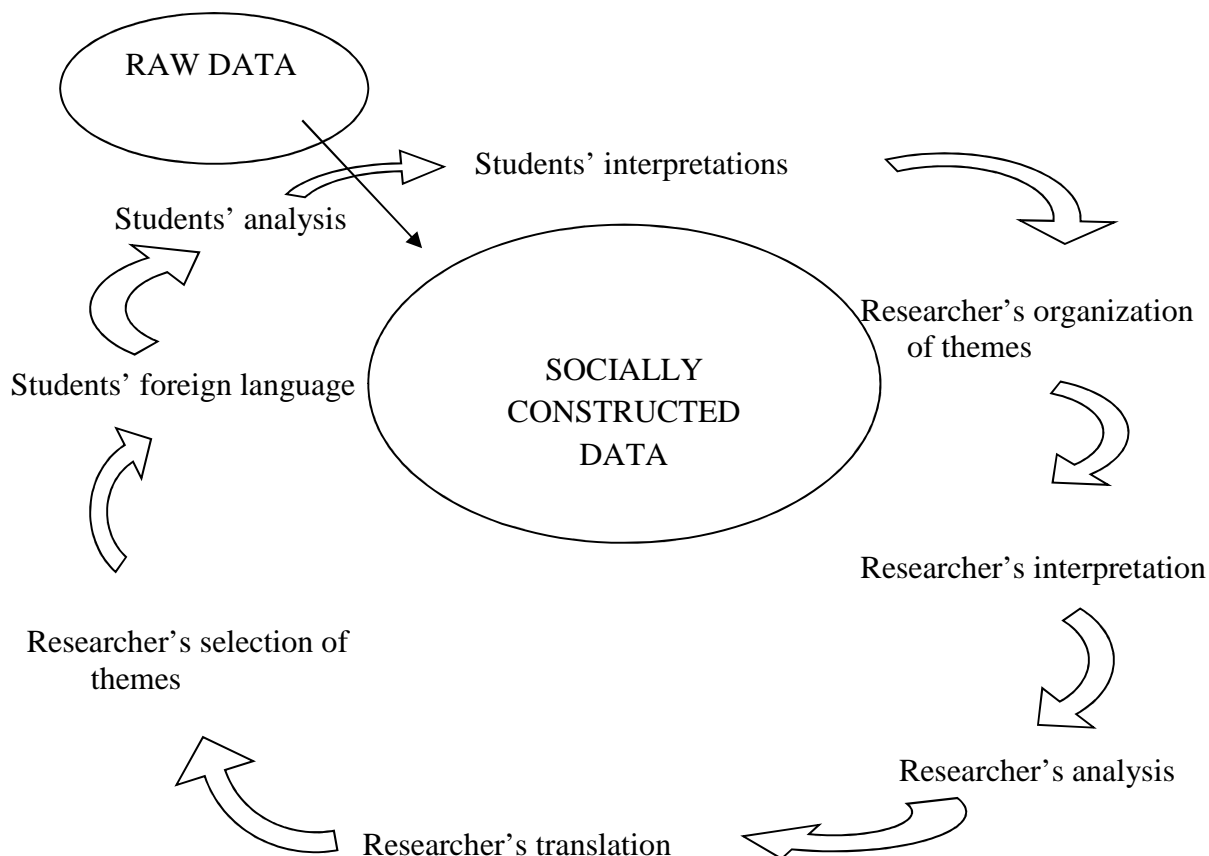 RAW DATA
Students’ interpretations
Students’ analysis
Researcher’s organization
of themes
SOCIALLY
CONSTRUCTED
DATA
Students’ foreign language
Researcher’s interpretation
Researcher’s selection of
themes
Researcher’s analysis
Researcher’s translation